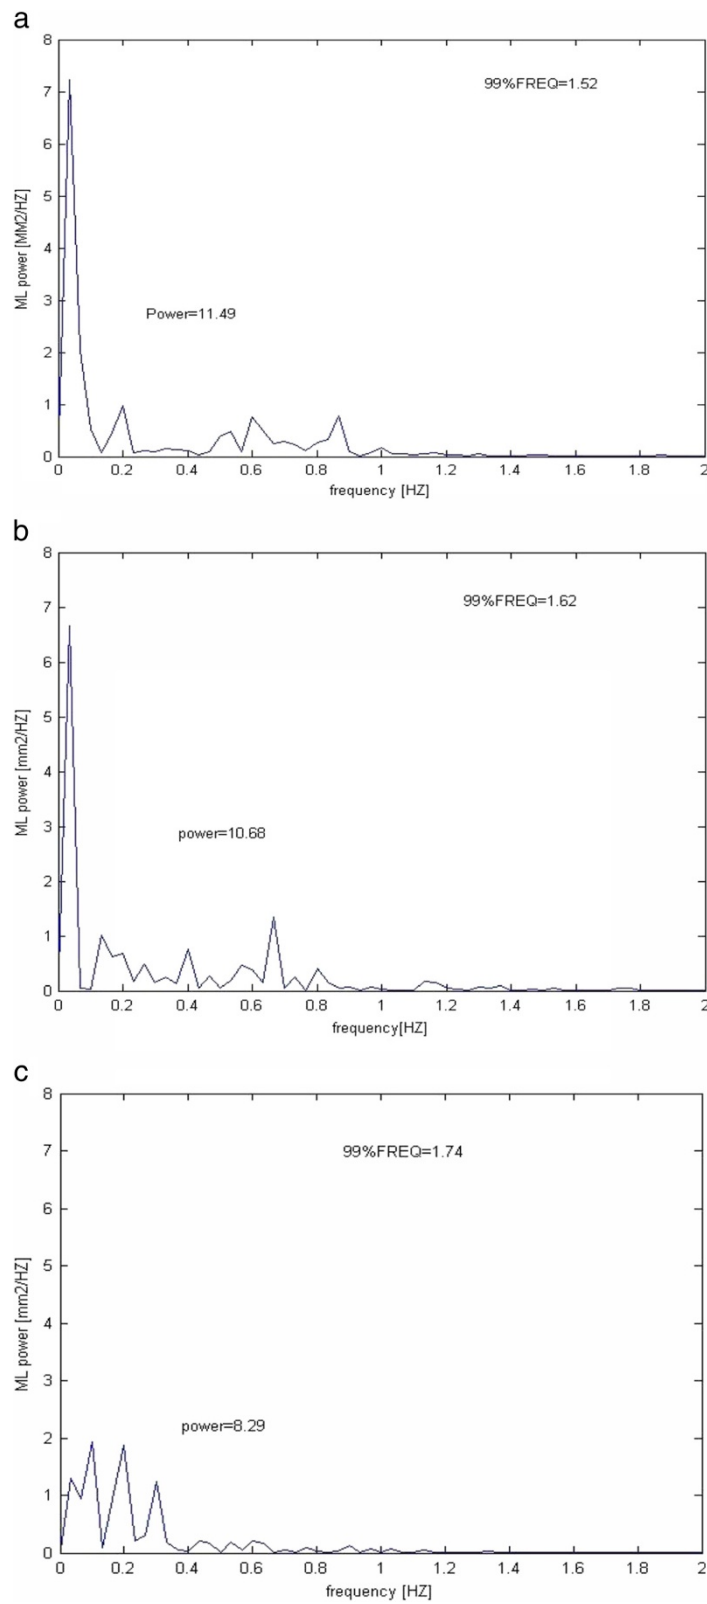 a
8
99%FREQ=1.52
7
6
5
ML power [MM2/HZ]
4
3
Power=11.49
2
1
0
0 0.2 0.4 0.6 0.8 1 1.2 1.4 1.6 1.8 2
frequency [HZ]
b
8
99%FREQ=1.62
7
6
5
ML power [mm2/HZ]
4
3
power=10.68
2
1
0
0 0.2 0.4 0.6 0.8 1 1.2 1.4 1.6 1.8 2
frequency[HZ]
c
8
99%FREQ=1.74
7
6
5
ML power [mm2/HZ]
4
3
power=8.29
2
1
0
0 0.2 0.4 0.6 0.8 1 1.2 1.4 1.6 1.8 2
frequency [HZ]